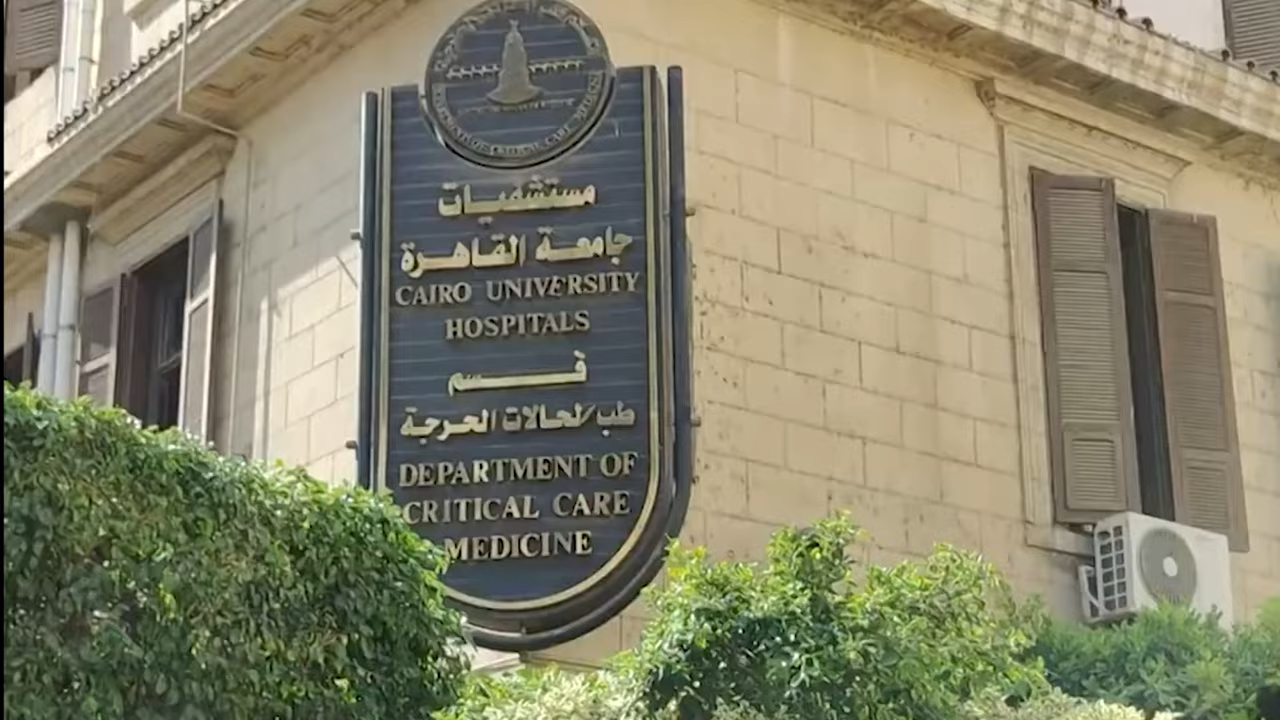 مستشفيات
جامعة القاهرة
CAIRO UNIVERSITY
HOSPITALS
قسم
طب الحالات الحرجة
DEPARTMENT OF
CRITICAL CARE
MEDICINE